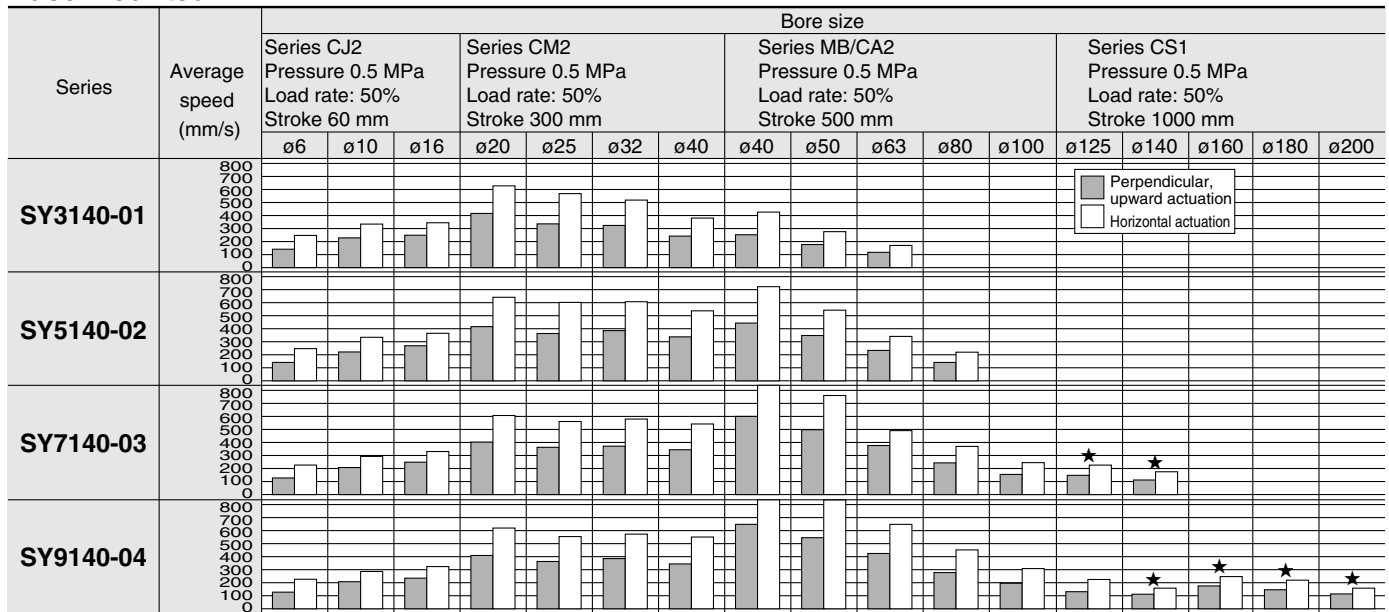 Bore size
Series
Average
speed
(mm/s)
Series CJ2
Pressure 0.5 MPa
Load rate: 50%
Stroke 60 mm
Series CM2
Pressure 0.5 MPa
Load rate: 50%
Stroke 300 mm
Series MB/CA2
Pressure 0.5 MPa
Load rate: 50%
Stroke 500 mm
Series CS1
Pressure 0.5 MPa
Load rate: 50%
Stroke 1000 mm
ø6 ø10 ø16 ø20 ø25 ø32 ø40 ø40 ø50 ø63 ø80 ø100 ø125 ø140 ø160 ø180 ø200
SY3140-01
800
700
600
500
400
300
200
100
0
Perpendicular,
upward actuation
Horizontal actuation
SY5140-02
800
700
600
500
400
300
200
100
0
SY7140-03
800
700
600
500
400
300
200
100
0
★ ★
SY9140-04
800
700
600
500
400
300
200
100
0
★ ★ ★ ★